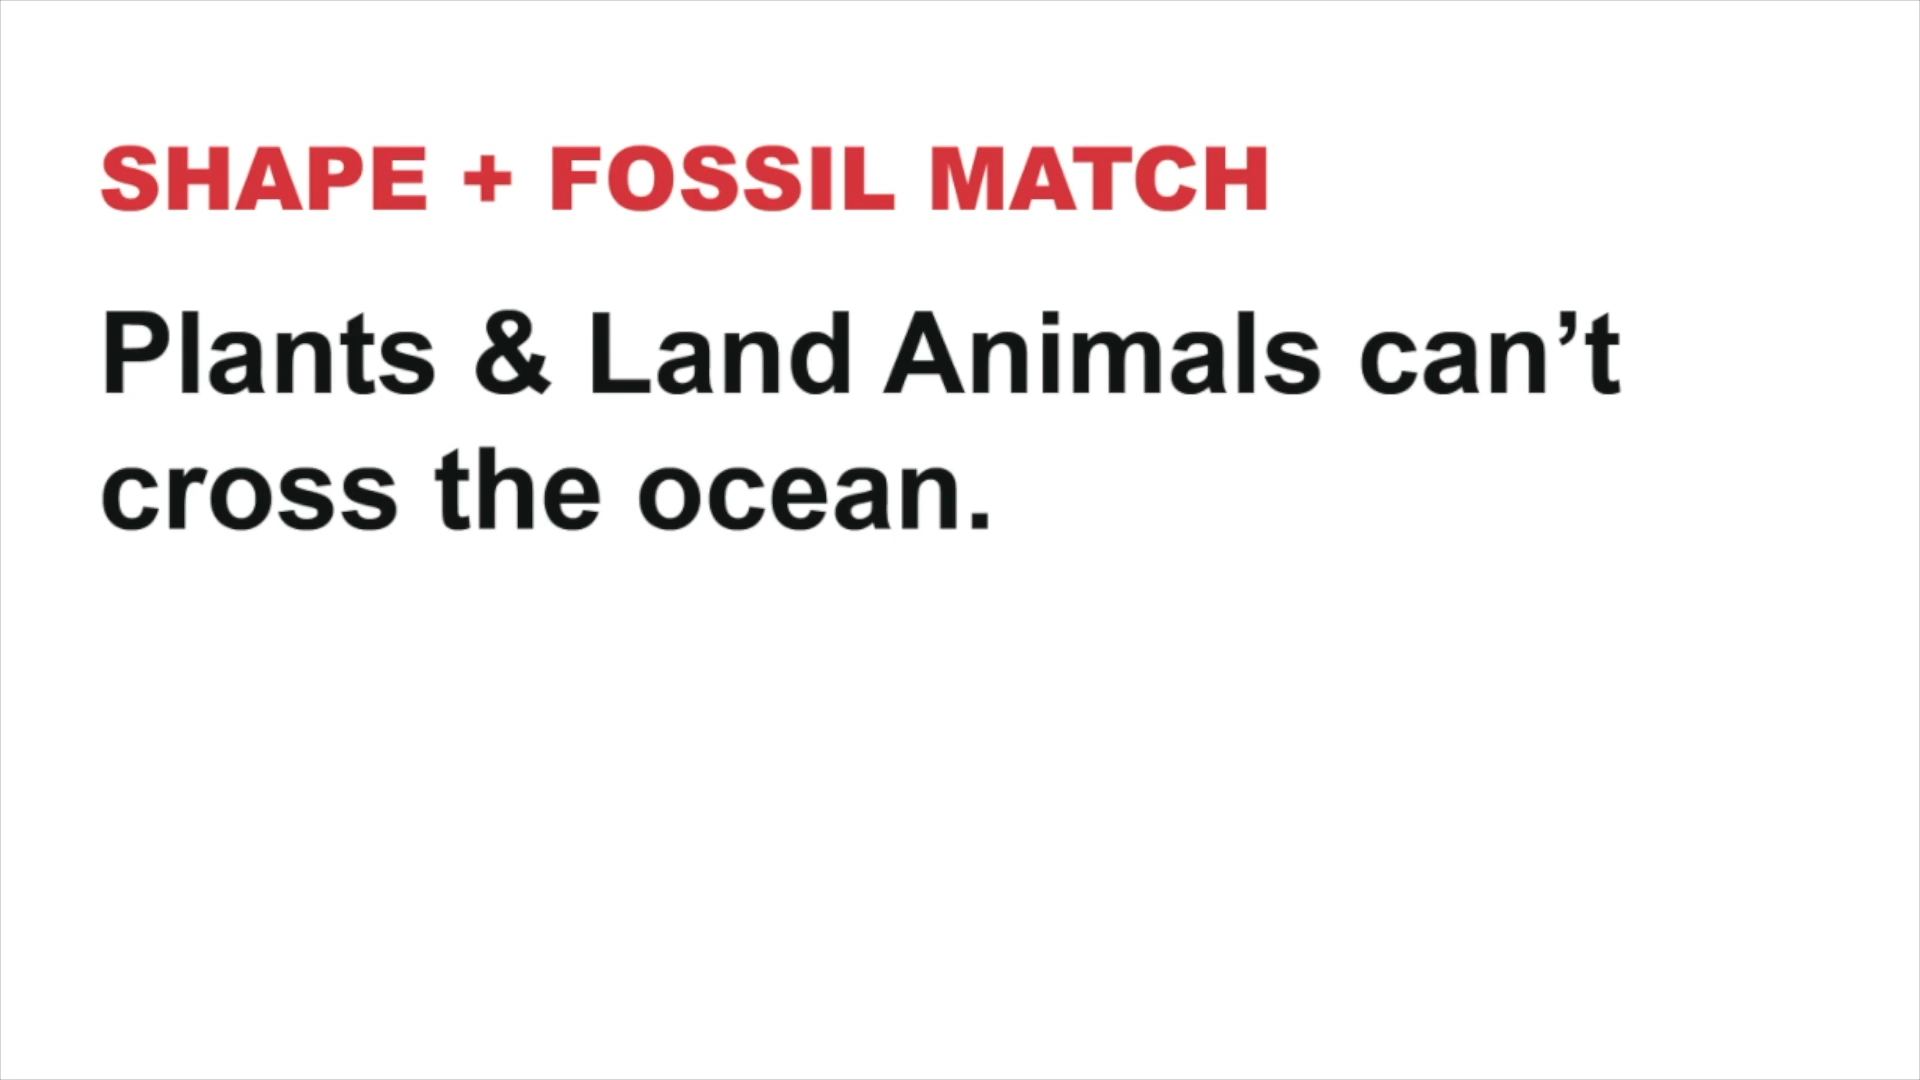 SHAPE + FOSSIL MATCH
Plants & Land Animals can’t
cross the ocean.